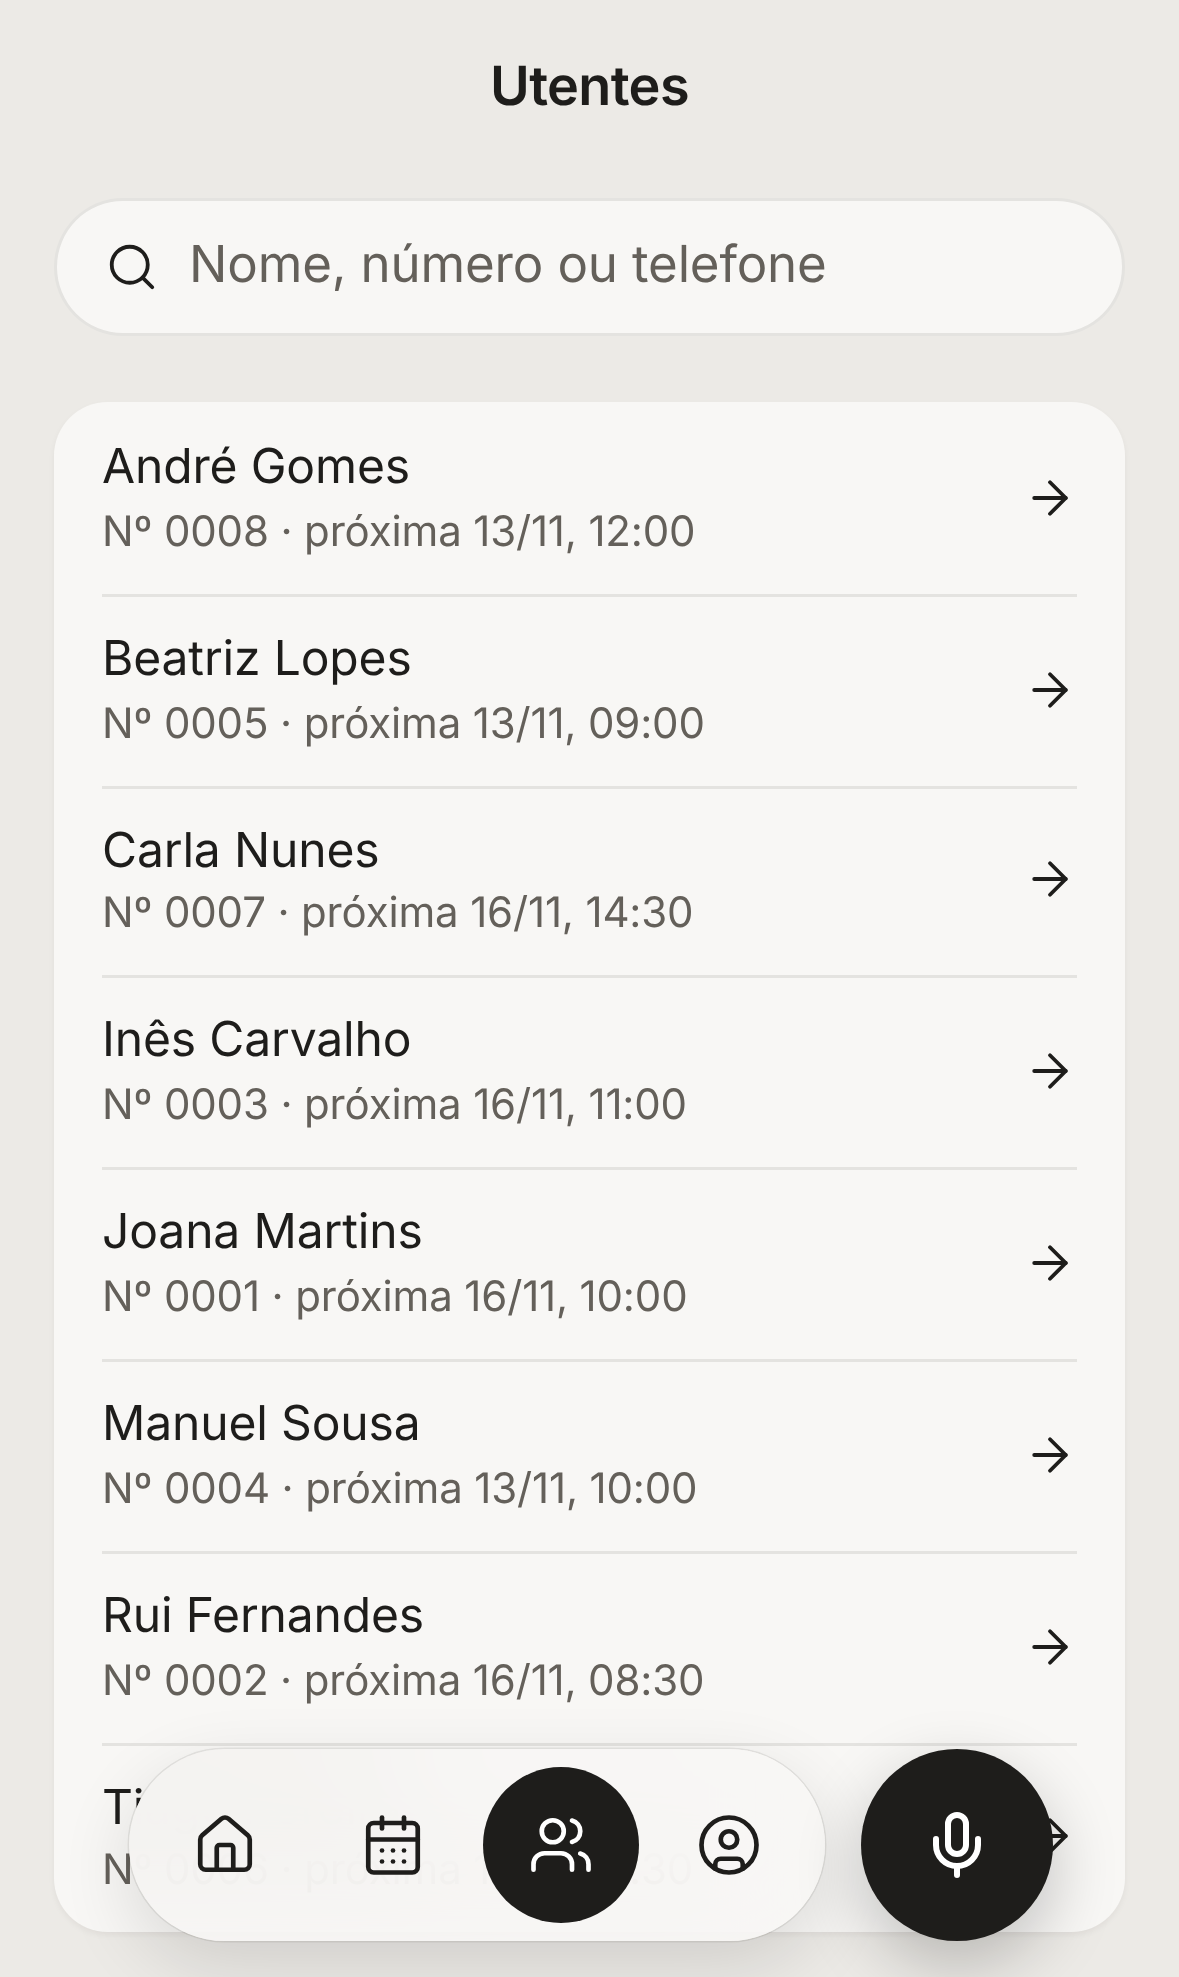 Utentes
Nome, número ou telefone
André Gomes
Nº 0008 · próxima 13/11, 12:00
Beatriz Lopes
Nº 0005 · próxima 13/11, 09:00
Carla Nunes
Nº 0007 · próxima 16/11, 14:30
Inês Carvalho
Nº 0003 · próxima 16/11, 11:00
Joana Martins
Nº 0001 · próxima 16/11, 10:00
Manuel Sousa
Nº 0004 · próxima 13/11, 10:00
Rui Fernandes
Nº 0002 · próxima 16/11, 08:30